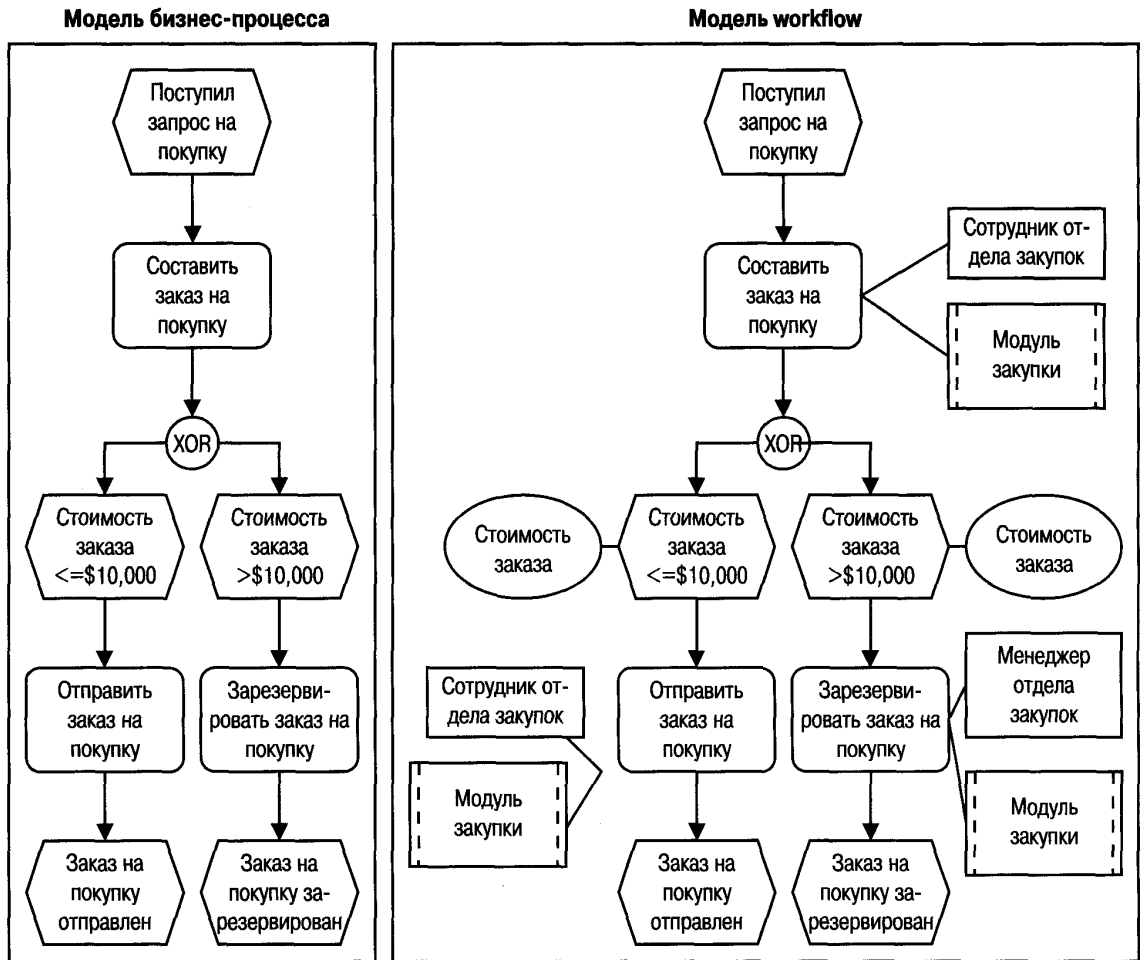 Модель бизнес-процесса
Поступил
запрос на
покупку
Составить
заказ на
покупку
XOR
Стоимость
заказа
<=$10,000
Стоимость
заказа
>$10,000
Отправить
заказ на
покупку
Зарезерви-
ровать заказ на
покупку
Заказ на
покупку
отправлен
Заказ на
покупку за-
резервирован
Модель workflow
Поступил
запрос на
покупку
Составить
заказ на
покупку
Сотрудник от-
дела закупок
Модуль
закупки
XOR
Стоимость
заказа
Стоимость
заказа
<=$10,000
Стоимость
заказа
>$10,000
Стоимость
заказа
Сотрудник от-
дела закупок
Модуль
закупки
Отправить
заказ на
покупку
Зарезерви-
ровать заказ на
покупку
Менеджер
отдела
закупок
Модуль
закупки
Заказ на
покупку
отправлен
Заказ на
покупку за-
резервирован